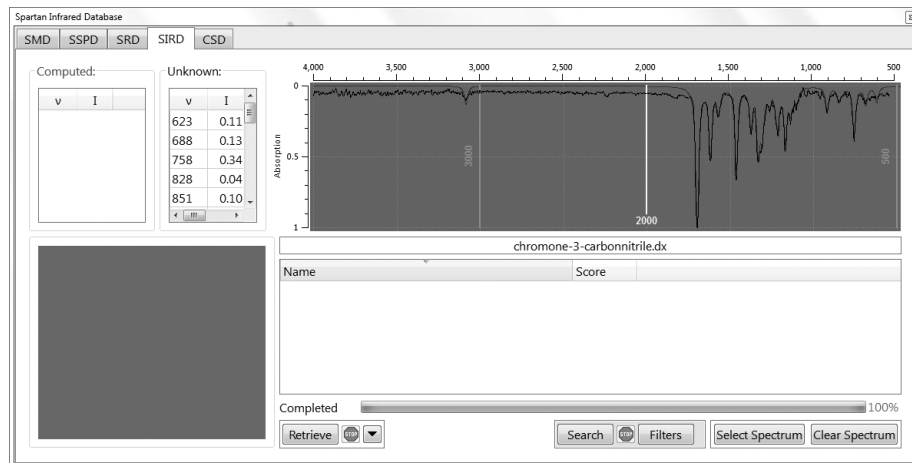 Spartan Infrared Database
SMD SSPD SRD SIRD CSD
Computed:
ν I
Unknown:
ν I
623 0.11
688 0.13
758 0.34
828 0.04
851 0.10
4,000 3,500 3,000 2,500 2,000 1,500 1,000 500
0
0.5
1
Absorption
3000
2000
500
chromone-3-carbonnitrile.dx
Name Score
Completed 100%
Retrieve STOP Search STOP Filters Select Spectrum Clear Spectrum